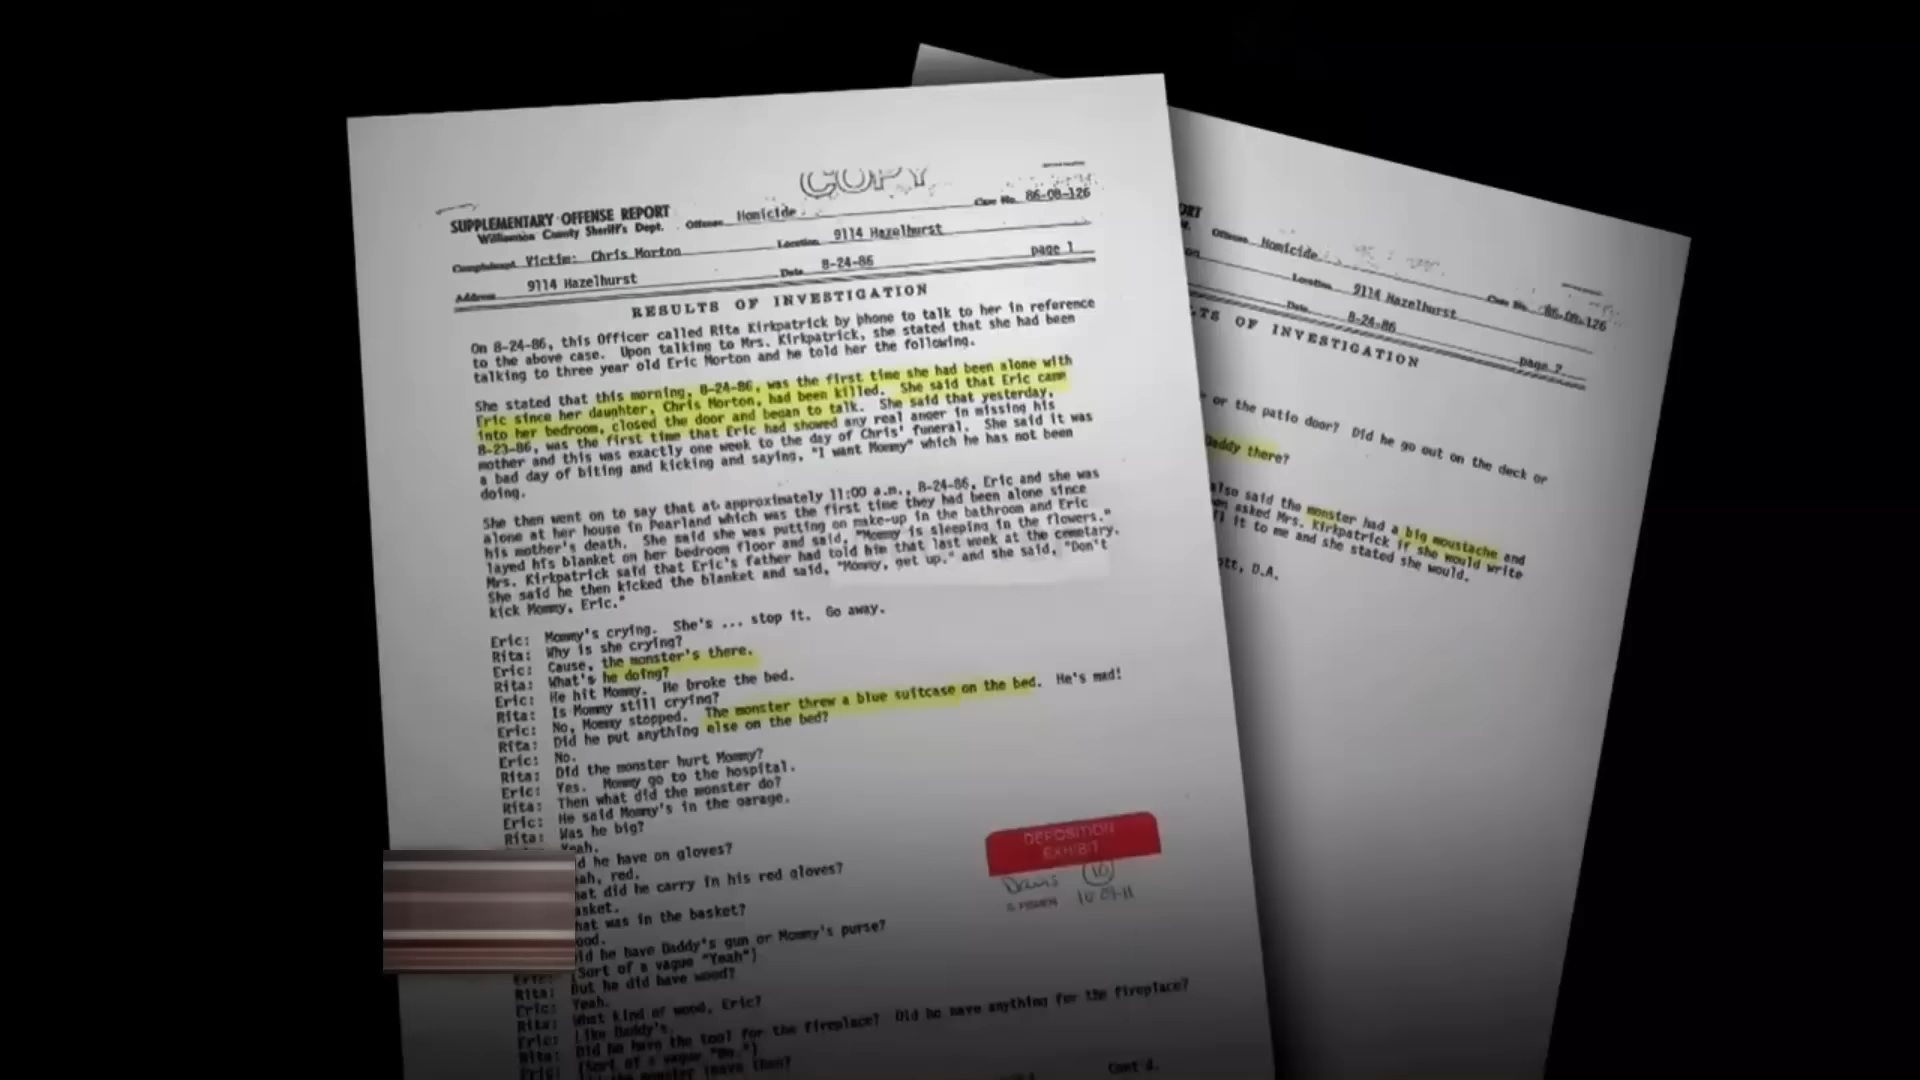 COPY
SUPPLEMENTARY OFFENSE REPORT
Williamson County Sheriff's Dept. Offense Homicide Case No. 86-08-126
Complainant Victim: Chris Morton Location 9114 Hazelhurst
Address 9114 Hazelhurst Date 8-24-86 page 1
RESULTS OF INVESTIGATION
On 8-24-86, this Officer called Rita Kirkpatrick by phone to talk to her in reference
to the above case. Upon talking to Mrs. Kirkpatrick, she stated that she had been
talking to three year old Eric Morton and he told her the following.
She stated that this morning, 8-24-86, was the first time she had been alone with
Eric since her daughter, Chris Morton, had been killed. She said that Eric came
into her bedroom, closed the door and began to talk. She said that yesterday,
8-23-86, was the first time that Eric had showed any real anger in missing his
mother and this was exactly one week to the day of Chris' funeral. She said it was
a bad day of biting and kicking and saying, "I want Mommy" which he has not been
doing.
She then went on to say that at approximately 11:00 a.m., 8-24-86, Eric and she was
alone at her house in Pearland which was the first time they had been alone since
his mother's death. She said she was putting on make-up in the bathroom and Eric
layed his blanket on her bedroom floor and said, "Mommy is sleeping in the flowers."
Mrs. Kirkpatrick said that Eric's father had told him that last week at the cemetary.
She said he then kicked the blanket and said, "Mommy, get up." and she said, "Don't
kick Mommy, Eric."
Eric: Mommy's crying. She's ... stop it. Go away.
Rita: Why is she crying?
Eric: Cause, the monster's there.
Rita: What's he doing?
Eric: He hit Mommy. He broke the bed.
Rita: Is Mommy still crying?
Eric: No, Mommy stopped. The monster threw a blue suitcase on the bed. He's mad!
Rita: Did he put anything else on the bed?
Eric: No.
Rita: Did the monster hurt Mommy?
Eric: Yes. Mommy go to the hospital.
Rita: Then what did the monster do?
Eric: He said Mommy's in the garage.
Rita: Was he big?
Yeah.
d he have on gloves?
ah, red.
at did he carry in his red gloves?
asket.
hat was in the basket?
ood.
id he have Daddy's gun or Mommy's purse?
Eric: (Sort of a vague "Yeah")
Rita: But he did have wood?
Eric: Yeah.
Rita: What kind of wood, Eric?
Eric: Like Daddy's.
Rita: Did he have the tool for the fireplace? Did he have anything for the fireplace?
Eric: (Sort of a vague "No.")
Cont'd.
DEPOSITION
EXHIBIT
Davis 10
10-09-11
ORT
Offense Homicide Case No. 86-08-126
Location 9114 Hazelhurst
Date 8-24-86 page 2
LTS OF INVESTIGATION
or the patio door? Did he go out on the deck or
Daddy there?
also said the monster had a big moustache and
on asked Mrs. Kirkpatrick if she would write
it to me and she stated she would.
ott, D.A.